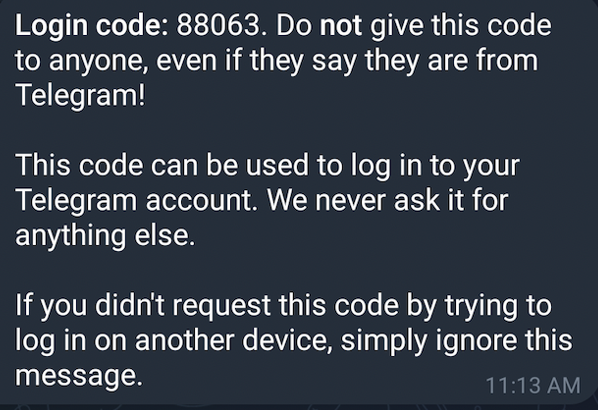 Login code: 88063. Do not give this code
to anyone, even if they say they are from
Telegram!
This code can be used to log in to your
Telegram account. We never ask it for
anything else.
If you didn't request this code by trying to
log in on another device, simply ignore this
message.
11:13 AM